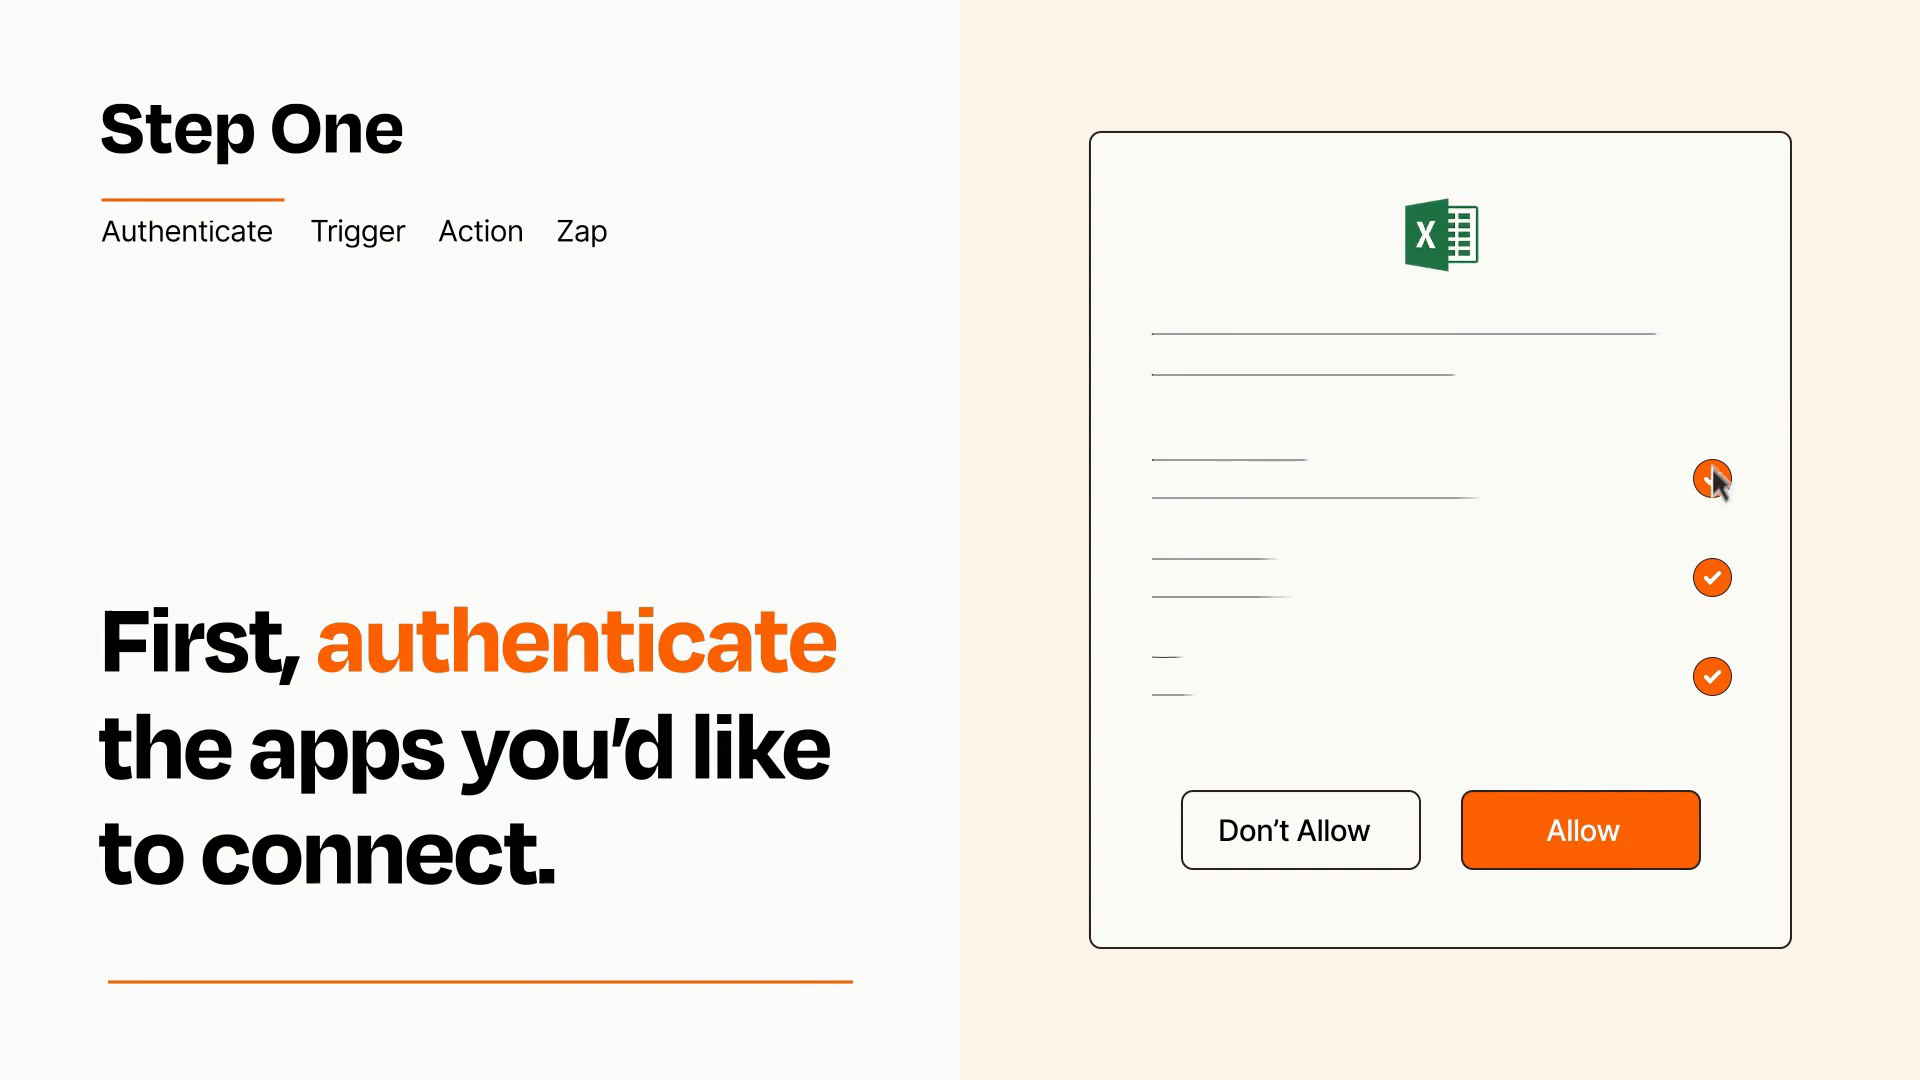 Step One
Authenticate Trigger Action Zap
First, authenticate
the apps you’d like
to connect.
X
Don’t Allow
Allow